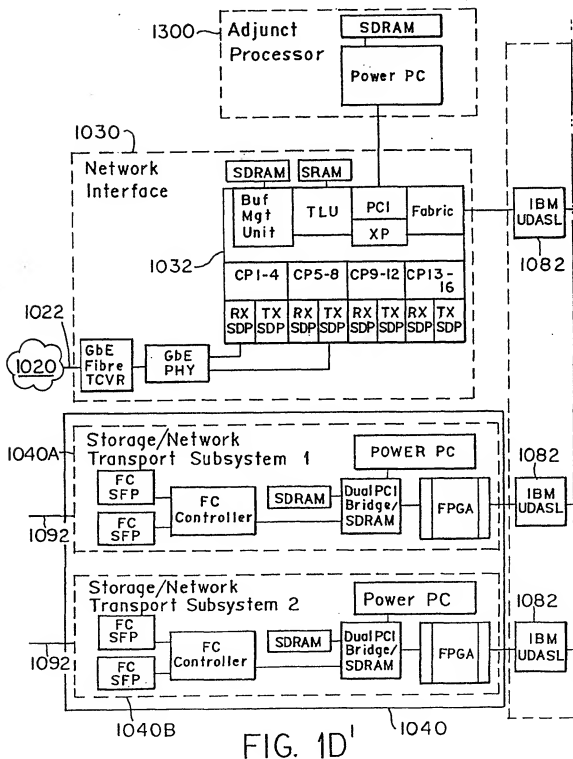 1300
Adjunct
Processor
SDRAM
Power PC
1030
Network
Interface
SDRAM
SRAM
Buf
Mgt
Unit
TLU
PCI
XP
Fabric
IBM
UDASL
1082
1032
CP1-4
CP5-8
CP9-12
CP13-
16
RX
SDP
TX
SDP
RX
SDP
TX
SDP
RX
SDP
TX
SDP
RX
SDP
TX
SDP
1022
1020
GbE
Fibre
TCVR
GbE
PHY
1040A
Storage/Network
Transport Subsystem 1
POWER PC
1082
FC
SFP
FC
SFP
FC
Controller
SDRAM
Dual PCI
Bridge/
SDRAM
FPGA
IBM
UDASL
1092
Storage/Network
Transport Subsystem 2
Power PC
1082
FC
SFP
FC
SFP
FC
Controller
SDRAM
Dual PCI
Bridge/
SDRAM
FPGA
IBM
UDASL
1092
1040B
1040
FIG. 1D'